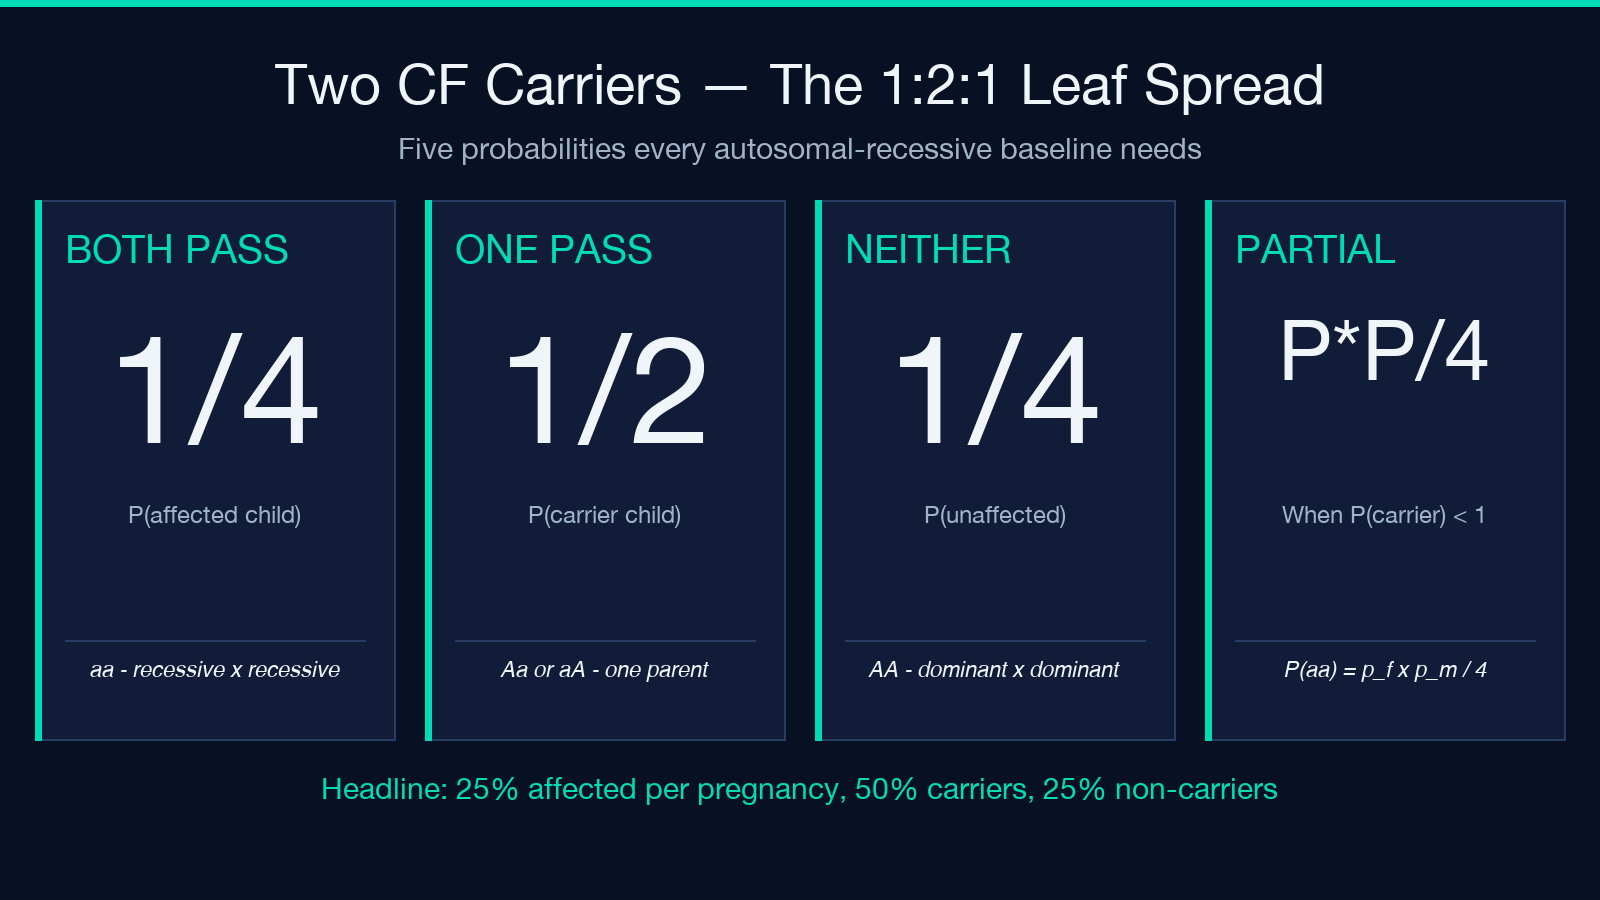 Two CF Carriers — The 1:2:1 Leaf Spread
Five probabilities every autosomal-recessive baseline needs
BOTH PASS
1/4
P(affected child)
aa - recessive x recessive
ONE PASS
1/2
P(carrier child)
Aa or aA - one parent
NEITHER
1/4
P(unaffected)
AA - dominant x dominant
PARTIAL
P*P/4
When P(carrier) < 1
P(aa) = p_f x p_m / 4
Headline: 25% affected per pregnancy, 50% carriers, 25% non-carriers